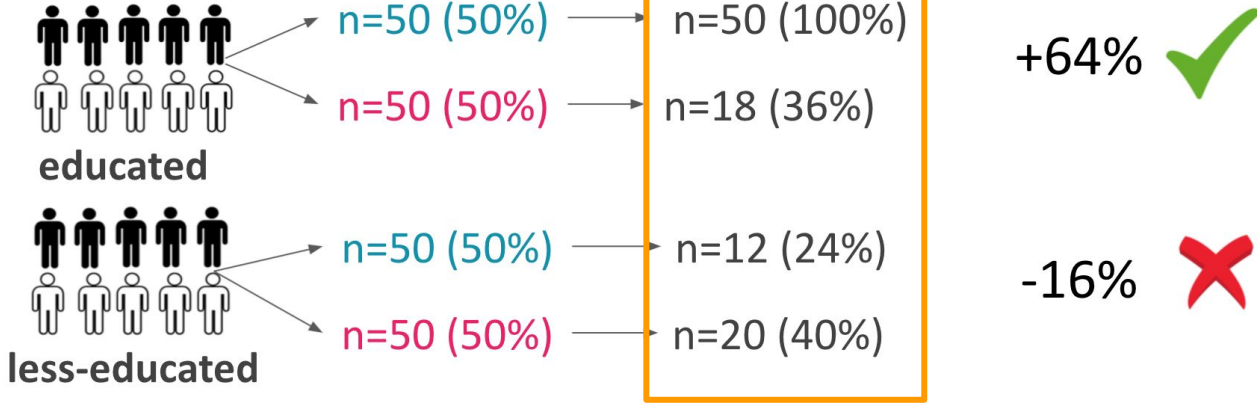 n=50 (50%) n=50 (100%)
+64%
n=50 (50%) n=18 (36%)
educated
n=50 (50%) n=12 (24%)
-16%
n=50 (50%) n=20 (40%)
less-educated